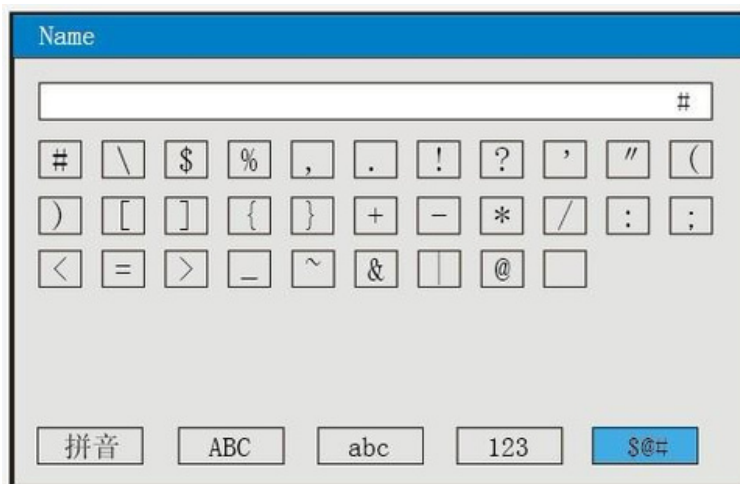 Name
#
# \ $ % , . ! ? ’ ″ (
) [ ] { } + - * / : ;
< = > _ ~ & | @
拼音 ABC abc 123 $@#